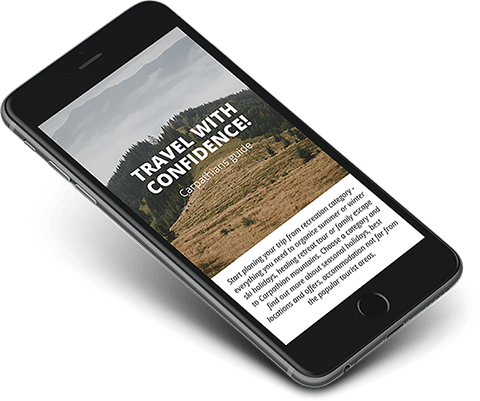 TRAVEL WITH
CONFIDENCE!
Carpathians guide
Start planing your trip from recreation category -
everything you need to organise summer or winter
ski holidays, healing retreat tour or family escape
to Carpathian mountains. Choose a category and
find out more about seasonal holidays, best
locations and offers, accommodation not far from
the popular tourist areas.